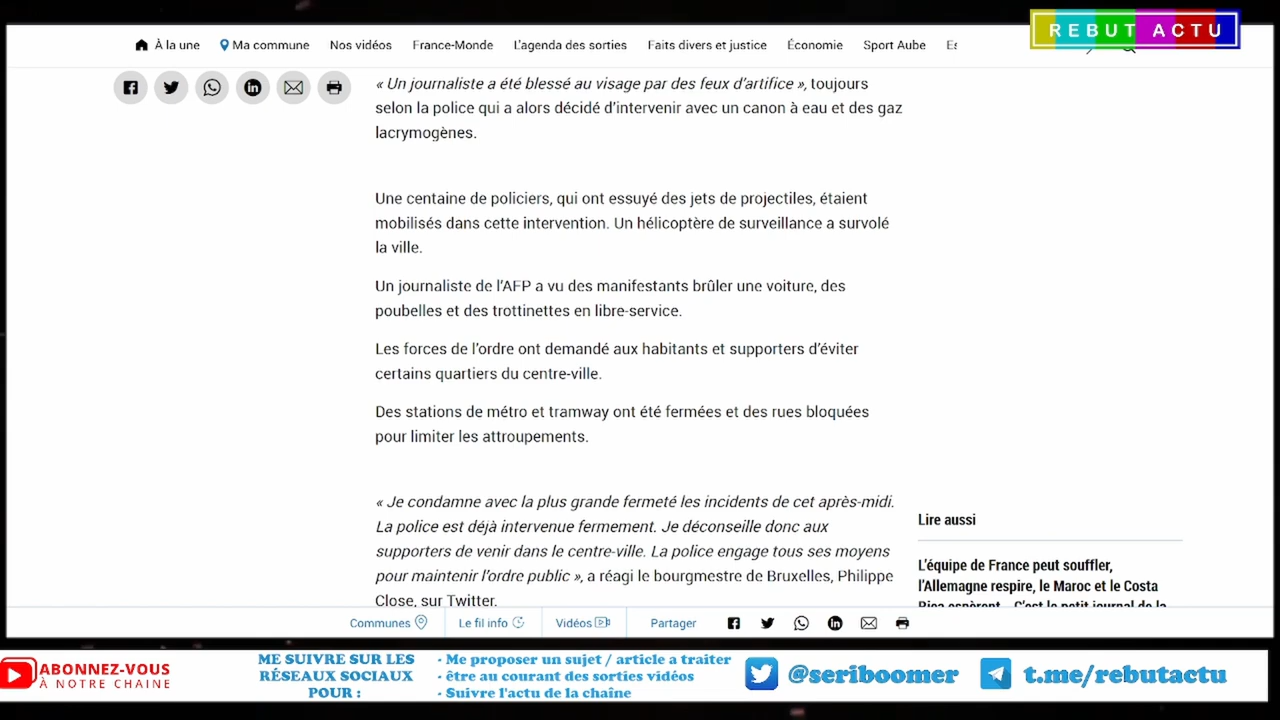 REBUT ACTU
À la une Ma commune Nos vidéos France-Monde L'agenda des sorties Faits divers et justice Économie Sport Aube
« Un journaliste a été blessé au visage par des feux d'artifice », toujours
selon la police qui a alors décidé d'intervenir avec un canon à eau et des gaz
lacrymogènes.
Une centaine de policiers, qui ont essuyé des jets de projectiles, étaient
mobilisés dans cette intervention. Un hélicoptère de surveillance a survolé
la ville.
Un journaliste de l'AFP a vu des manifestants brûler une voiture, des
poubelles et des trottinettes en libre-service.
Les forces de l'ordre ont demandé aux habitants et supporters d'éviter
certains quartiers du centre-ville.
Des stations de métro et tramway ont été fermées et des rues bloquées
pour limiter les attroupements.
« Je condamne avec la plus grande fermeté les incidents de cet après-midi.
La police est déjà intervenue fermement. Je déconseille donc aux
supporters de venir dans le centre-ville. La police engage tous ses moyens
pour maintenir l'ordre public », a réagi le bourgmestre de Bruxelles, Philippe
Close, sur Twitter.
Lire aussi
L'équipe de France peut souffler,
l'Allemagne respire, le Maroc et le Costa
Rica espèrent… C'est le petit journal de la
Communes Le fil info Vidéos Partager
ABONNEZ-VOUS
À NOTRE CHAINE
ME SUIVRE SUR LES
RÉSEAUX SOCIAUX
POUR :
- Me proposer un sujet / article a traiter
- être au courant des sorties vidéos
- Suivre l'actu de la chaîne
@seriboomer
t.me/rebutactu